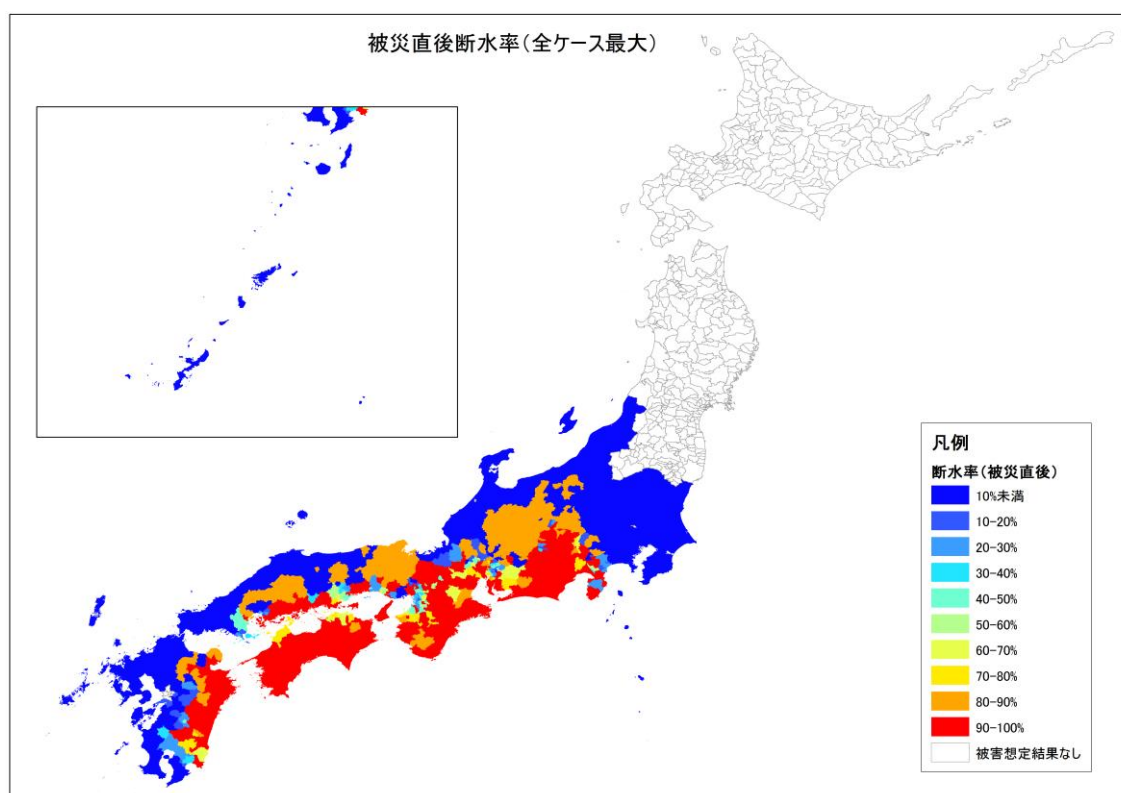 被災直後断水率（全ケース最大）
凡例
断水率（被災直後）
10%未満
10-20%
20-30%
30-40%
40-50%
50-60%
60-70%
70-80%
80-90%
90-100%
被害想定結果なし